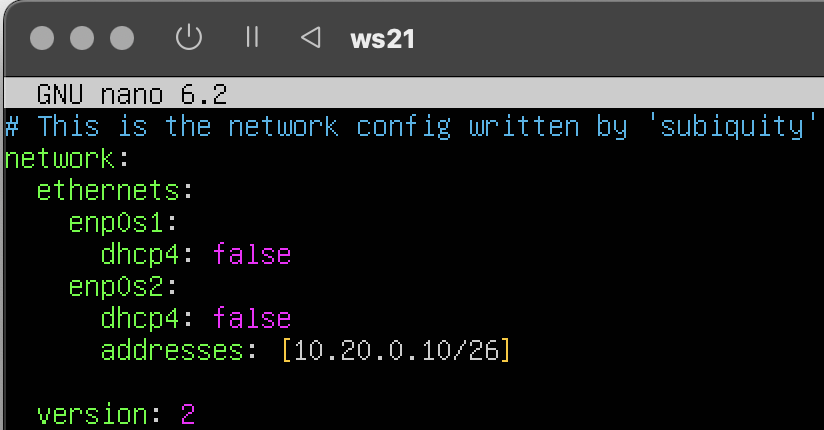 ws21
GNU nano 6.2
# This is the network config written by 'subiquity'
network:
  ethernets:
    enp0s1:
      dhcp4: false
    enp0s2:
      dhcp4: false
      addresses: [10.20.0.10/26]
  version: 2